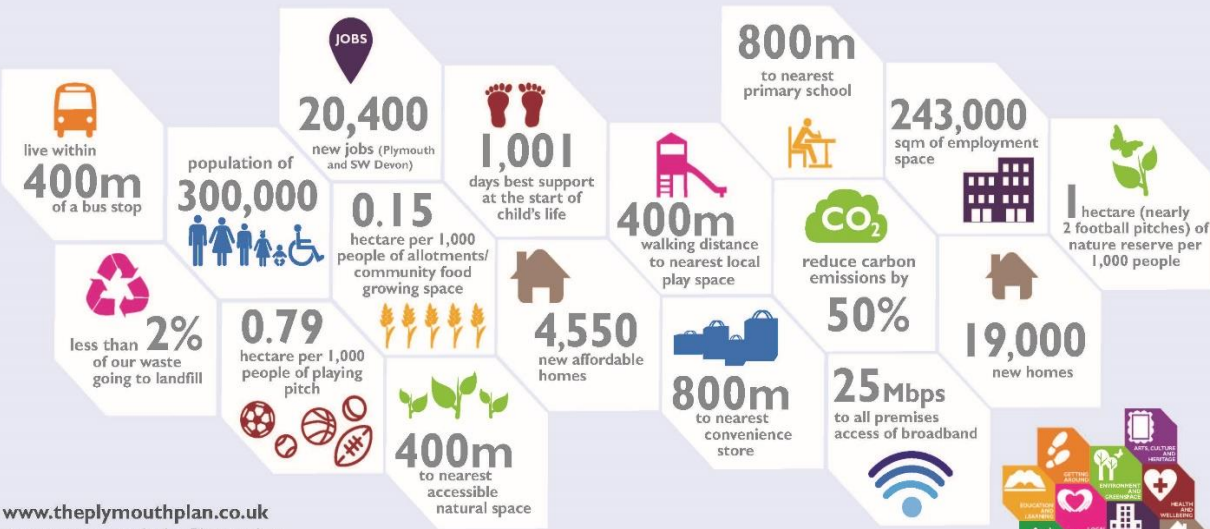 live within
400m
of a bus stop
population of
300,000
JOBS
20,400
new jobs (Plymouth
and SW Devon)
1,001
days best support
at the start of
child's life
800m
to nearest
primary school
243,000
sqm of employment
space
1
hectare (nearly
2 football pitches) of
nature reserve per
1,000 people
0.15
hectare per 1,000
people of allotments/
community food
growing space
400m
walking distance
to nearest local
play space
CO2
reduce carbon
emissions by
50%
less than 2%
of our waste
going to landfill
0.79
hectare per 1,000
people of playing
pitch
4,550
new affordable
homes
19,000
new homes
400m
to nearest
accessible
natural space
800m
to nearest
convenience
store
25Mbps
to all premises
access of broadband
www.theplymouthplan.co.uk
ARTS, CULTURE
AND
HERITAGE
GETTING
AROUND
ENVIRONMENT
AND
GREENSPACE
EDUCATION
AND
LEARNING
HEALTH
AND
WELLBEING